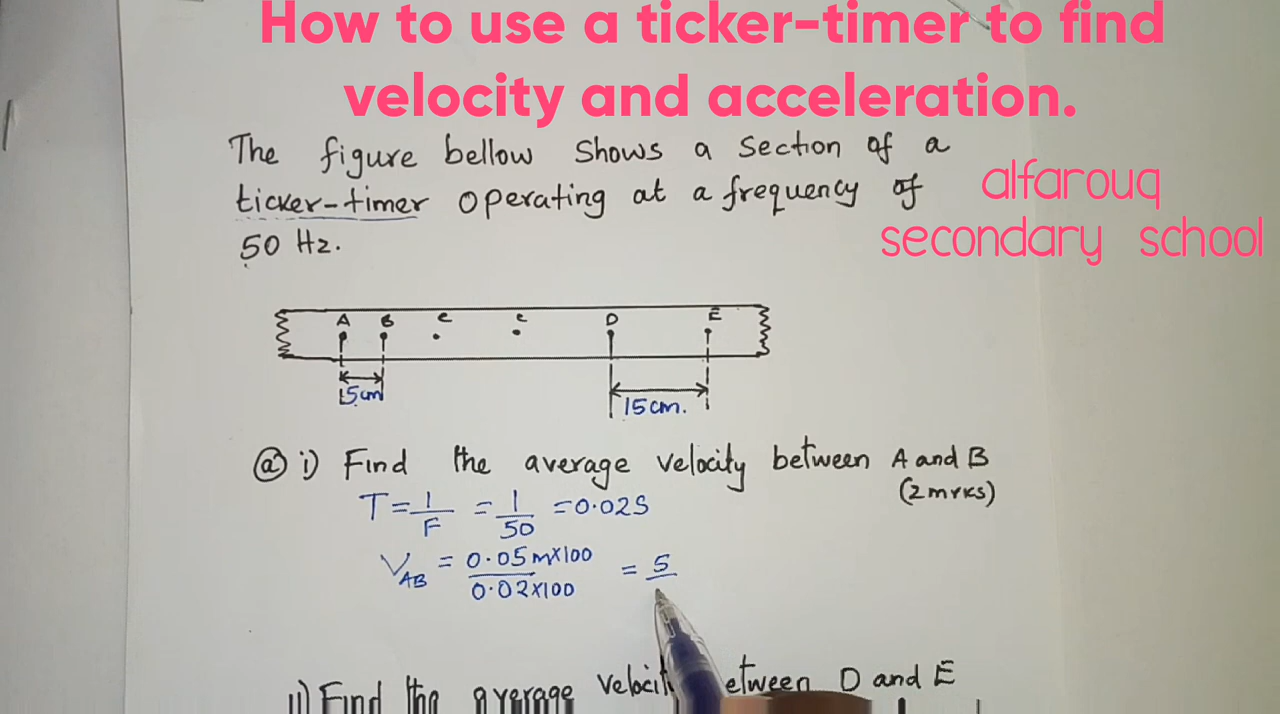 How to use a ticker-timer to find
velocity and acceleration.
The figure bellow shows a section of a
ticker-timer operating at a frequency of
50 Hz.
alfarouq
secondary school
A B c c D E
5cm
15cm.
a i) Find the average velocity between A and B
(2mrks)
T = 1/F = 1/50 = 0.02S
VAB = 0.05m×100 / 0.02×100 = 5
ii) Find the average velocity between D and E